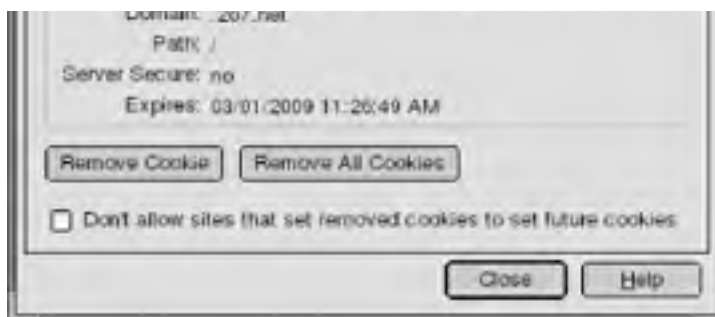 Domain: .207.net
Path: /
Server Secure: no
Expires: 03/01/2009 11:26:49 AM
Remove Cookie Remove All Cookies
Don't allow sites that set removed cookies to set future cookies
Close Help